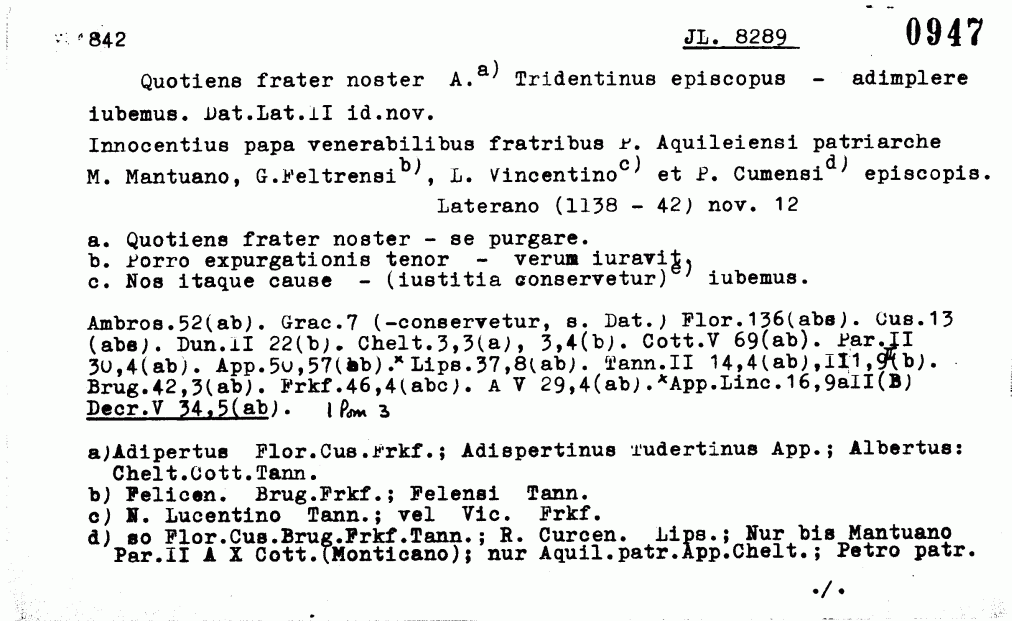 842 JL. 8289 0947
Quotiens frater noster A.a) Tridentinus episcopus - adimplere
iubemus. Dat.Lat.II id.nov.
Innocentius papa venerabilibus fratribus P. Aquileiensi patriarche
M. Mantuano, G.Feltrensi b), L. Vincentino c) et P. Cumensi d) episcopis.
Laterano (1138 - 42) nov. 12
a. Quotiens frater noster - se purgare.
b. Porro expurgationis tenor - verum iuravit,
c. Nos itaque cause - (iustitia conservetur) e) iubemus.
Ambros.52(ab). Grac.7 (-conservetur, s. Dat.) Flor.136(abs). Cus.13
(abs). Dun.II 22(b). Chelt.3,3(a), 3,4(b). Cott.V 69(ab). Par.II
30,4(ab). App.50,57(ab).* Lips.37,8(ab). Tann.II 14,4(ab),III,9(b).
Brug.42,3(ab). Frkf.46,4(abc). A V 29,4(ab).*App.Linc.16,9aII(B)
Decr.V 34,5(ab). 1 Pm 3
a)Adipertus Flor.Cus.Frkf.; Adispertinus Tudertinus App.; Albertus:
Chelt.Cott.Tann.
b) Felicen. Brug.Frkf.; Felensi Tann.
c) N. Lucentino Tann.; vel Vic. Frkf.
d) so Flor.Cus.Brug.Frkf.Tann.; R. Curcen. Lips.; Nur bis Mantuano
Par.II A X Cott.(Monticano); nur Aquil.patr.App.Chelt.; Petro patr.
./.